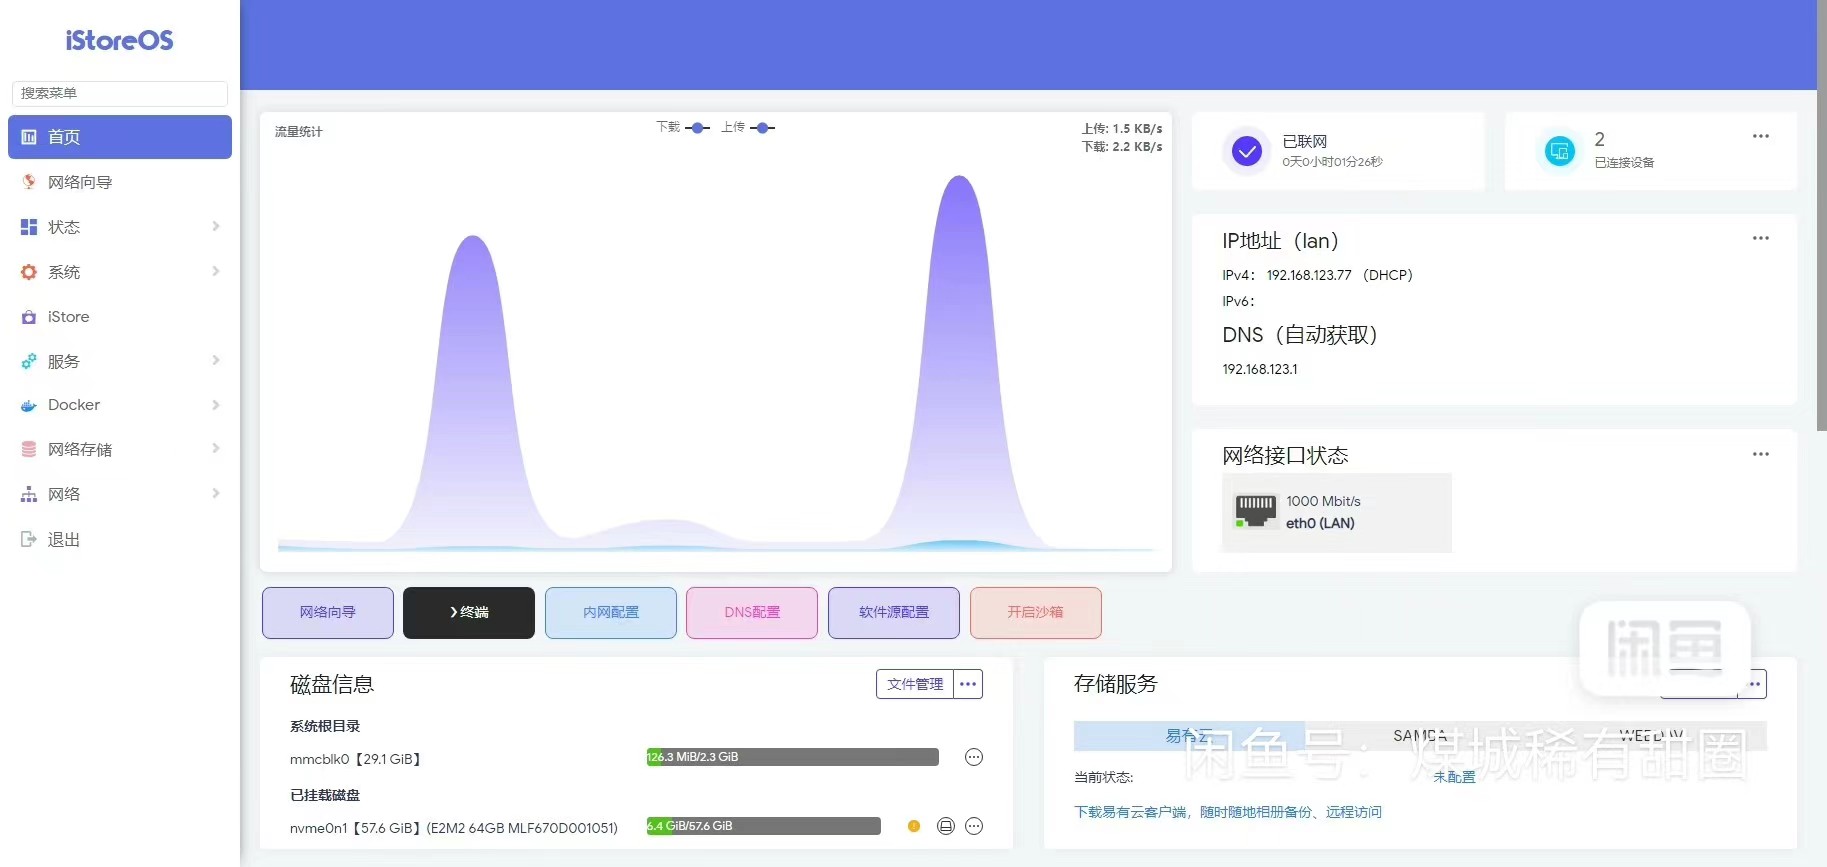 iStoreOS
搜索菜单
首页
网络向导
状态
系统
iStore
服务
Docker
网络存储
网络
退出
流量统计
下载 上传
上传: 1.5 KB/s
下载: 2.2 KB/s
已联网
0天0小时01分26秒
2
已连接设备
IP地址（lan）
IPv4： 192.168.123.77 （DHCP）
IPv6：
DNS（自动获取）
192.168.123.1
网络接口状态
1000 Mbit/s
eth0 (LAN)
网络向导
❯终端
内网配置
DNS配置
软件源配置
开启沙箱
磁盘信息
文件管理
系统根目录
mmcblk0【29.1 GiB】
126.3 MiB/2.3 GiB
已挂载磁盘
nvme0n1【57.6 GiB】(E2M2 64GB MLF670D001051)
6.4 GiB/57.6 GiB
存储服务
易有云 SAMBA WEBDAV
当前状态: 未配置
下载易有云客户端，随时随地相册备份、远程访问
闲鱼
闲鱼号：煤城稀有甜圈